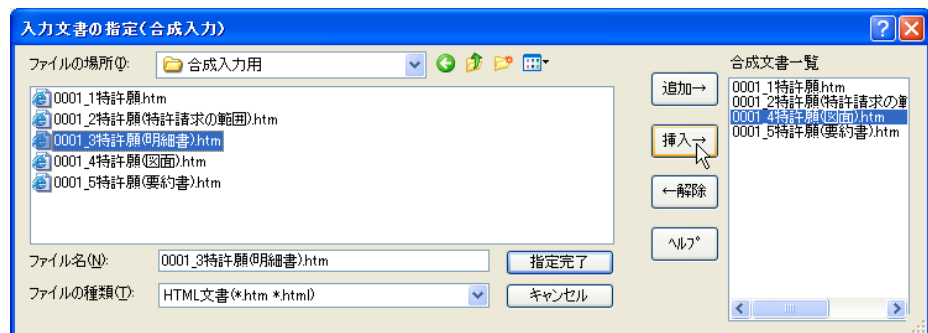 入力文書の指定(合成入力)
ファイルの場所(I):
合成入力用
0001_1特許願.htm
0001_2特許願(特許請求の範囲).htm
0001_3特許願(明細書).htm
0001_4特許願(図面).htm
0001_5特許願(要約書).htm
ファイル名(N):
0001_3特許願(明細書).htm
指定完了
ファイルの種類(T):
HTML文書(*.htm *.html)
キャンセル
追加→
挿入→
←解除
ヘルプ
合成文書一覧
0001_1特許願.htm
0001_2特許願(特許請求の
0001_4特許願(図面).htm
0001_5特許願(要約書).htm